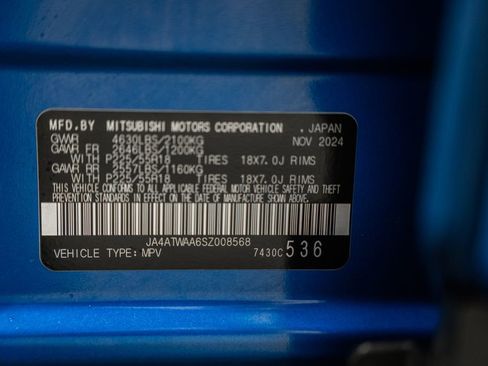 MFD.BY MITSUBISHI MOTORS CORPORATION . JAPAN
NOV 2024
GVWR 4630LBS/2100KG
GAWR FR 2646LBS/1200KG
WITH P225/55R18 TIRES 18X7.0J RIMS
GAWR RR 2557LBS/1160KG
WITH P225/55R18 TIRES 18X7.0J RIMS
THIS VEHICLE CONFORMS TO ALL APPLICABLE FEDERAL MOTOR VEHICLE SAFETY AND THEFT
PREVENTION STANDARDS IN EFFECT ON THE DATE OF MANUFACTURE SHOWN ABOVE.
JA4ATWAA6SZ008568
VEHICLE TYPE:MPV 7430C 536